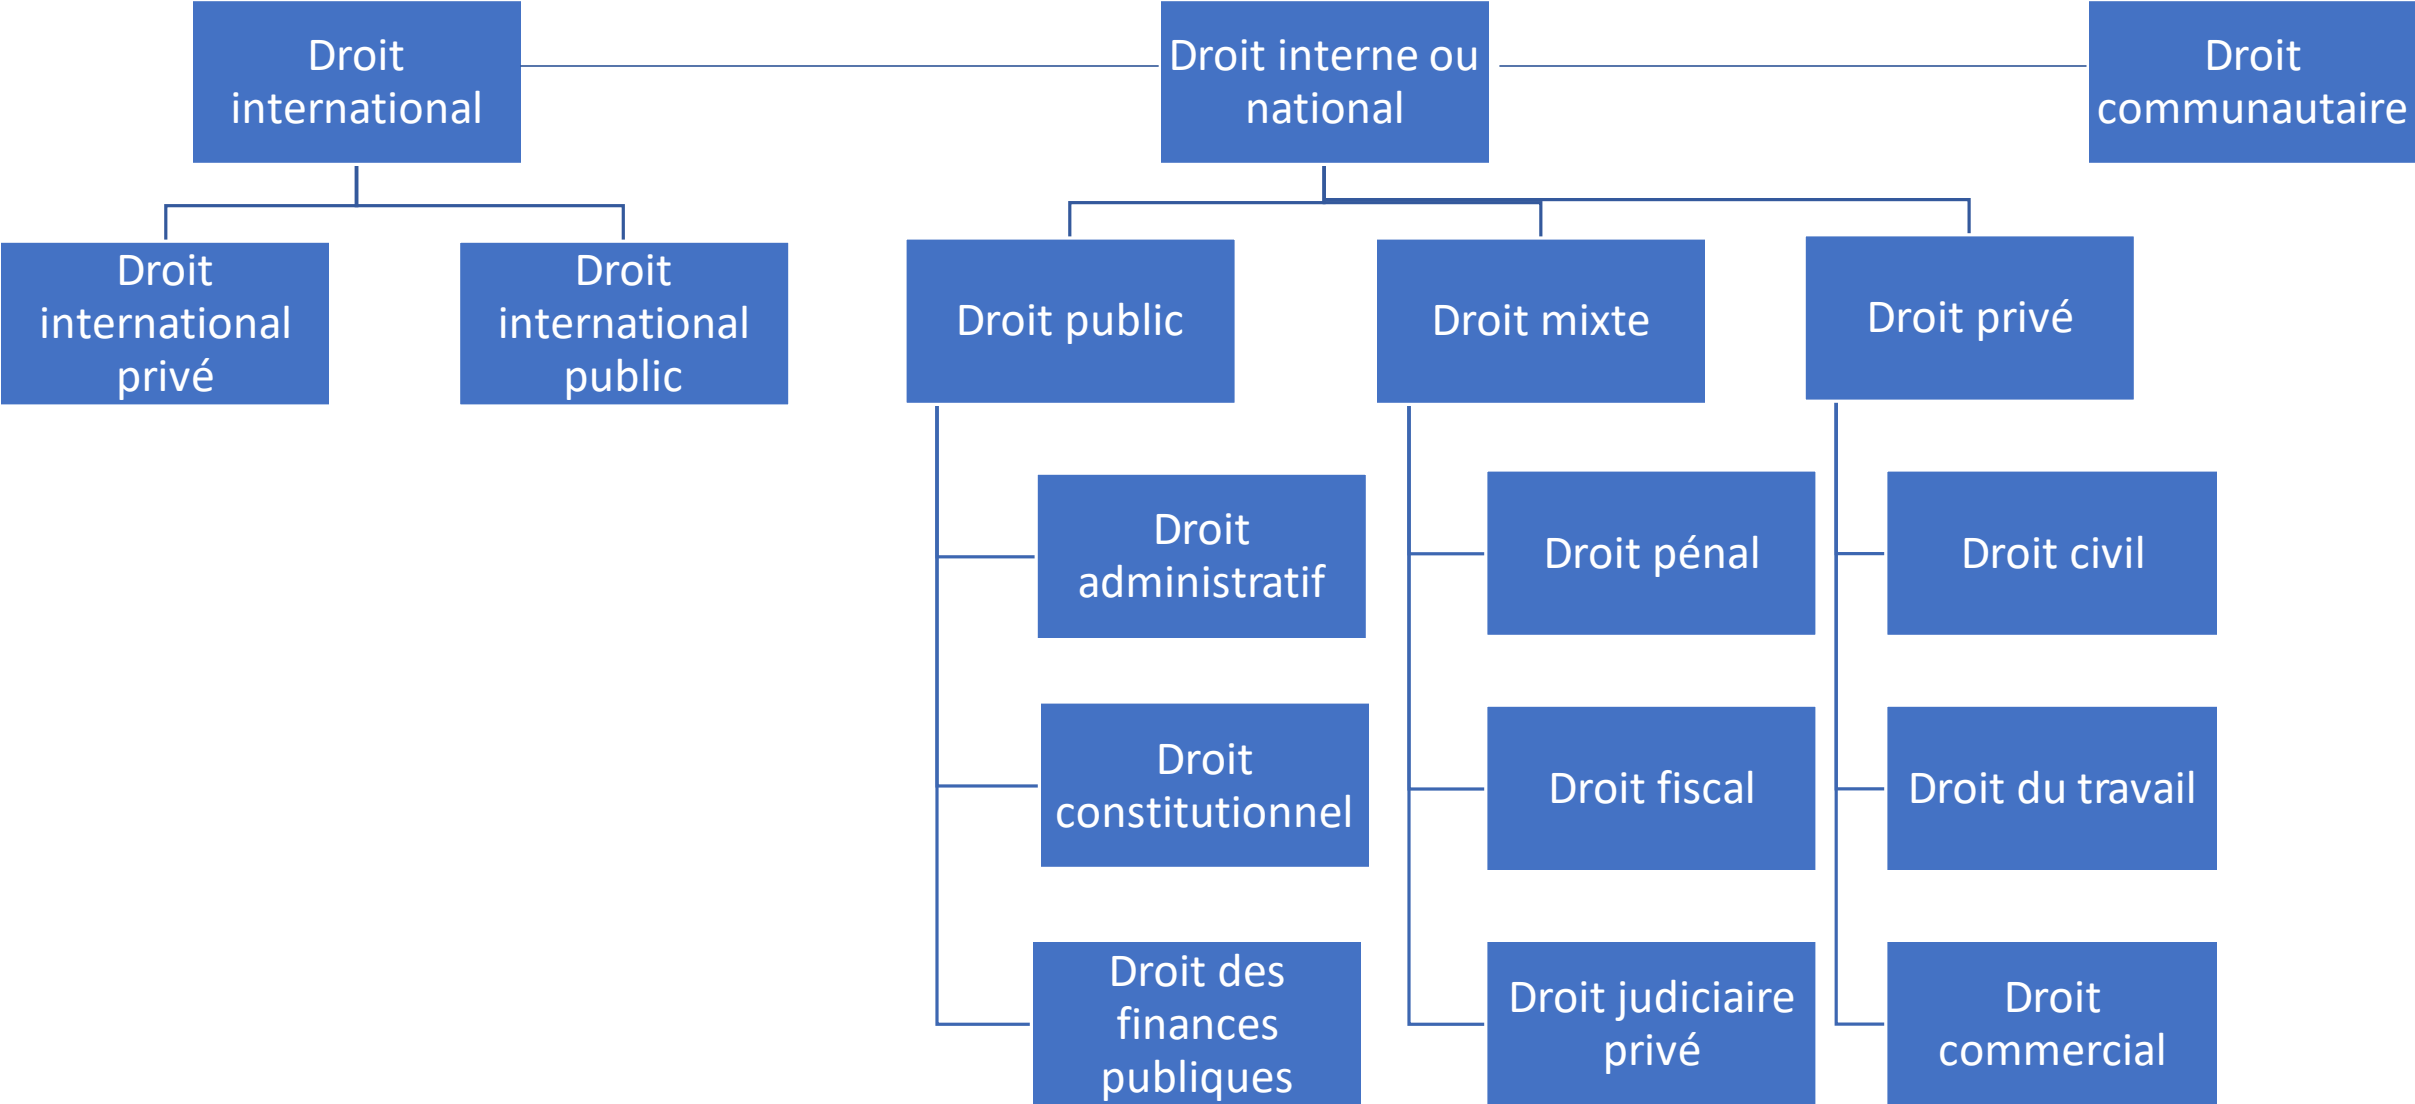 Droit
international
Droit interne ou
national
Droit
communautaire
Droit
international
privé
Droit
international
public
Droit public
Droit mixte
Droit privé
Droit
administratif
Droit pénal
Droit civil
Droit
constitutionnel
Droit fiscal
Droit du travail
Droit des
finances
publiques
Droit judiciaire
privé
Droit
commercial